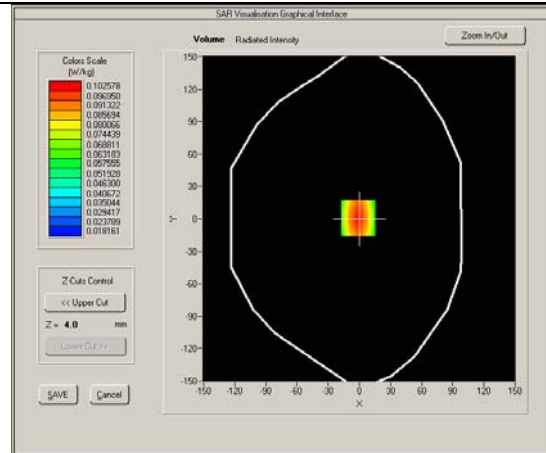 SAR Visualisation Graphical Interface
Volume Radiated Intensity
Zoom In/Out
Colors Scale
(W/kg)
0.102578
0.096950
0.091322
0.085694
0.080066
0.074439
0.068811
0.063183
0.057555
0.051928
0.046300
0.040672
0.035044
0.029417
0.023789
0.018161
Z Cuts Control
<< Upper Cut
Z = 4.0 mm
Lower Cut >>
SAVE Cancel
150
120
90
60
30
0
-30
-60
-90
-120
-150
Y
-150 -120 -90 -60 -30 0 30 60 90 120 150
X